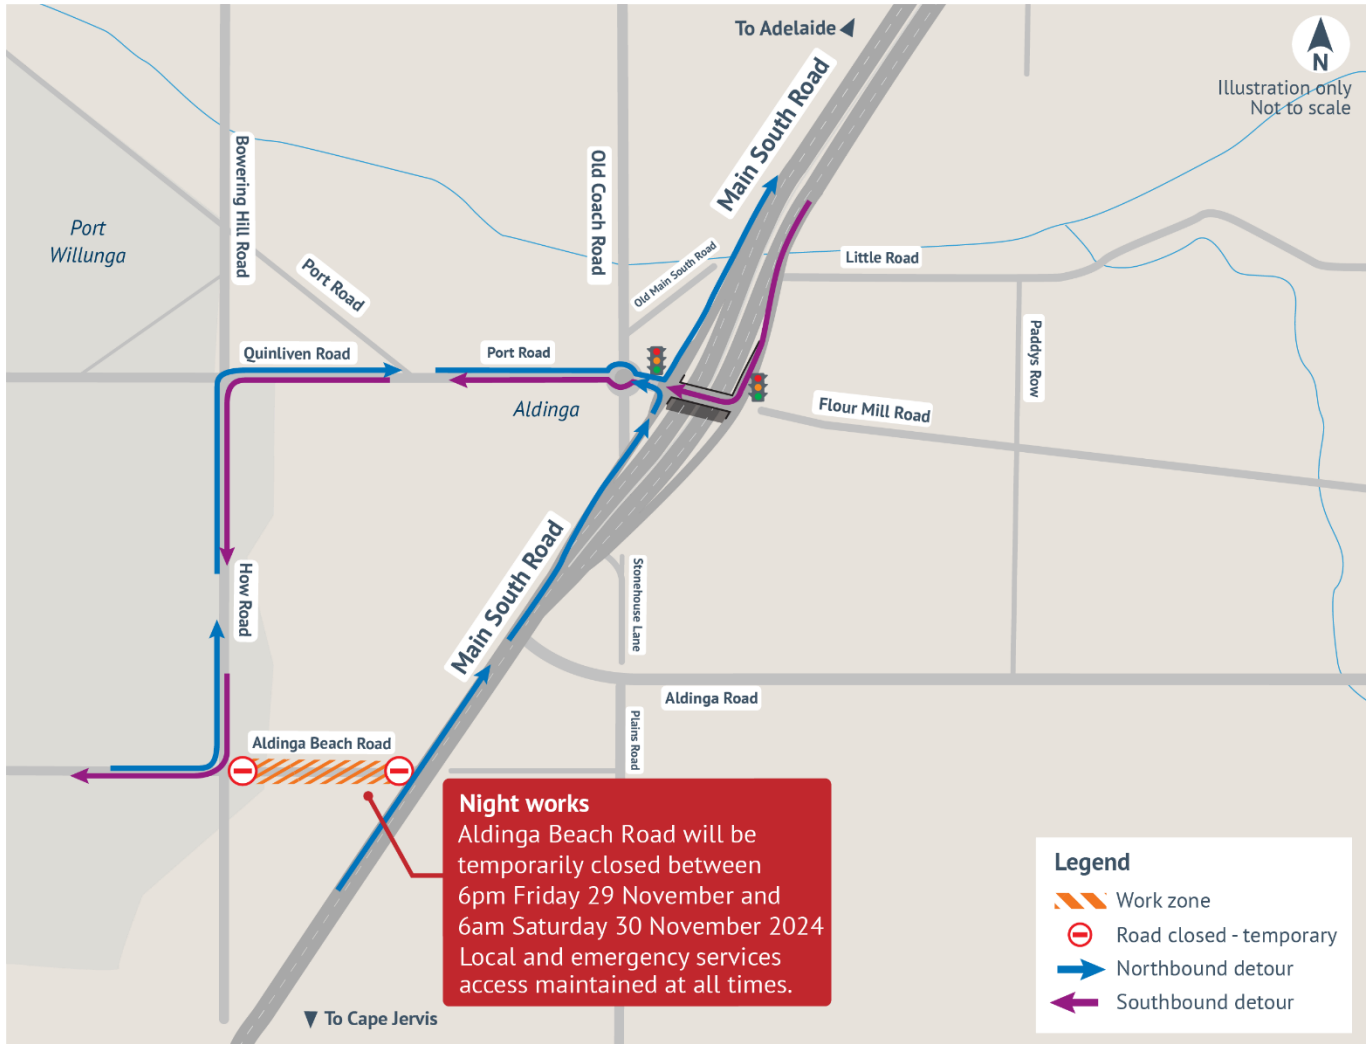 To Adelaide
N
Illustration only
Not to scale
Main South Road
Bowering Hill Road
Old Coach Road
Port
Willunga
Port Road
Old Main South Road
Little Road
Paddys Row
Quinliven Road
Port Road
Aldinga
Flour Mill Road
Main South Road
How Road
Stonehouse Lane
Aldinga Road
Plains Road
Aldinga Beach Road
Night works
Aldinga Beach Road will be
temporarily closed between
6pm Friday 29 November and
6am Saturday 30 November 2024
Local and emergency services
access maintained at all times.
To Cape Jervis
Legend
Work zone
Road closed - temporary
Northbound detour
Southbound detour